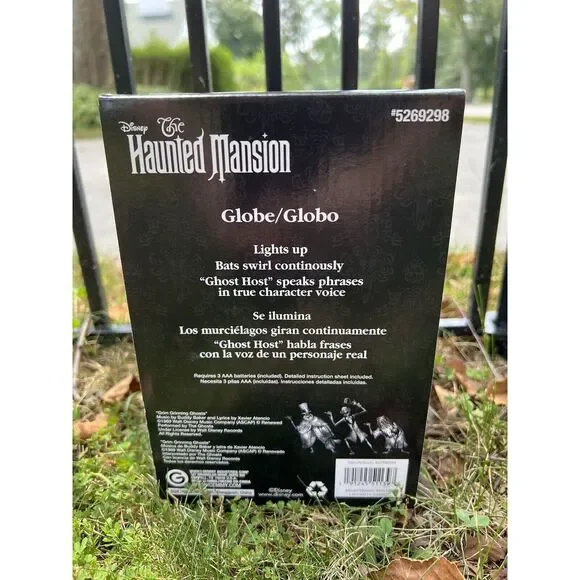 #5269298
Disney The
Haunted Mansion
Globe/Globo
Lights up
Bats swirl continously
“Ghost Host” speaks phrases
in true character voice
Se ilumina
Los murciélagos giran continuamente
“Ghost Host” habla frases
con la voz de un personaje real
Requires 3 AAA batteries (included). Detailed instruction sheet included.
Necesita 3 pilas AAA (incluidas). Instrucciones detalladas incluidas.
"Grim Grinning Ghosts"
Music by Buddy Baker and Lyrics by Xavier Atencio
©1969 Walt Disney Music Company (ASCAP) © Renewed
Performed by The Ghosts
Under License by Walt Disney Records
All Rights Reserved.
"Grim Grinning Ghosts"
Música de Buddy Baker y letra de Xavier Atencio
©1969 Walt Disney Music Company (ASCAP) © Renovado
Interpretado por The Ghosts
Con licencia de Walt Disney Records
Todos los derechos reservados.
G
©Disney
www.disney.com